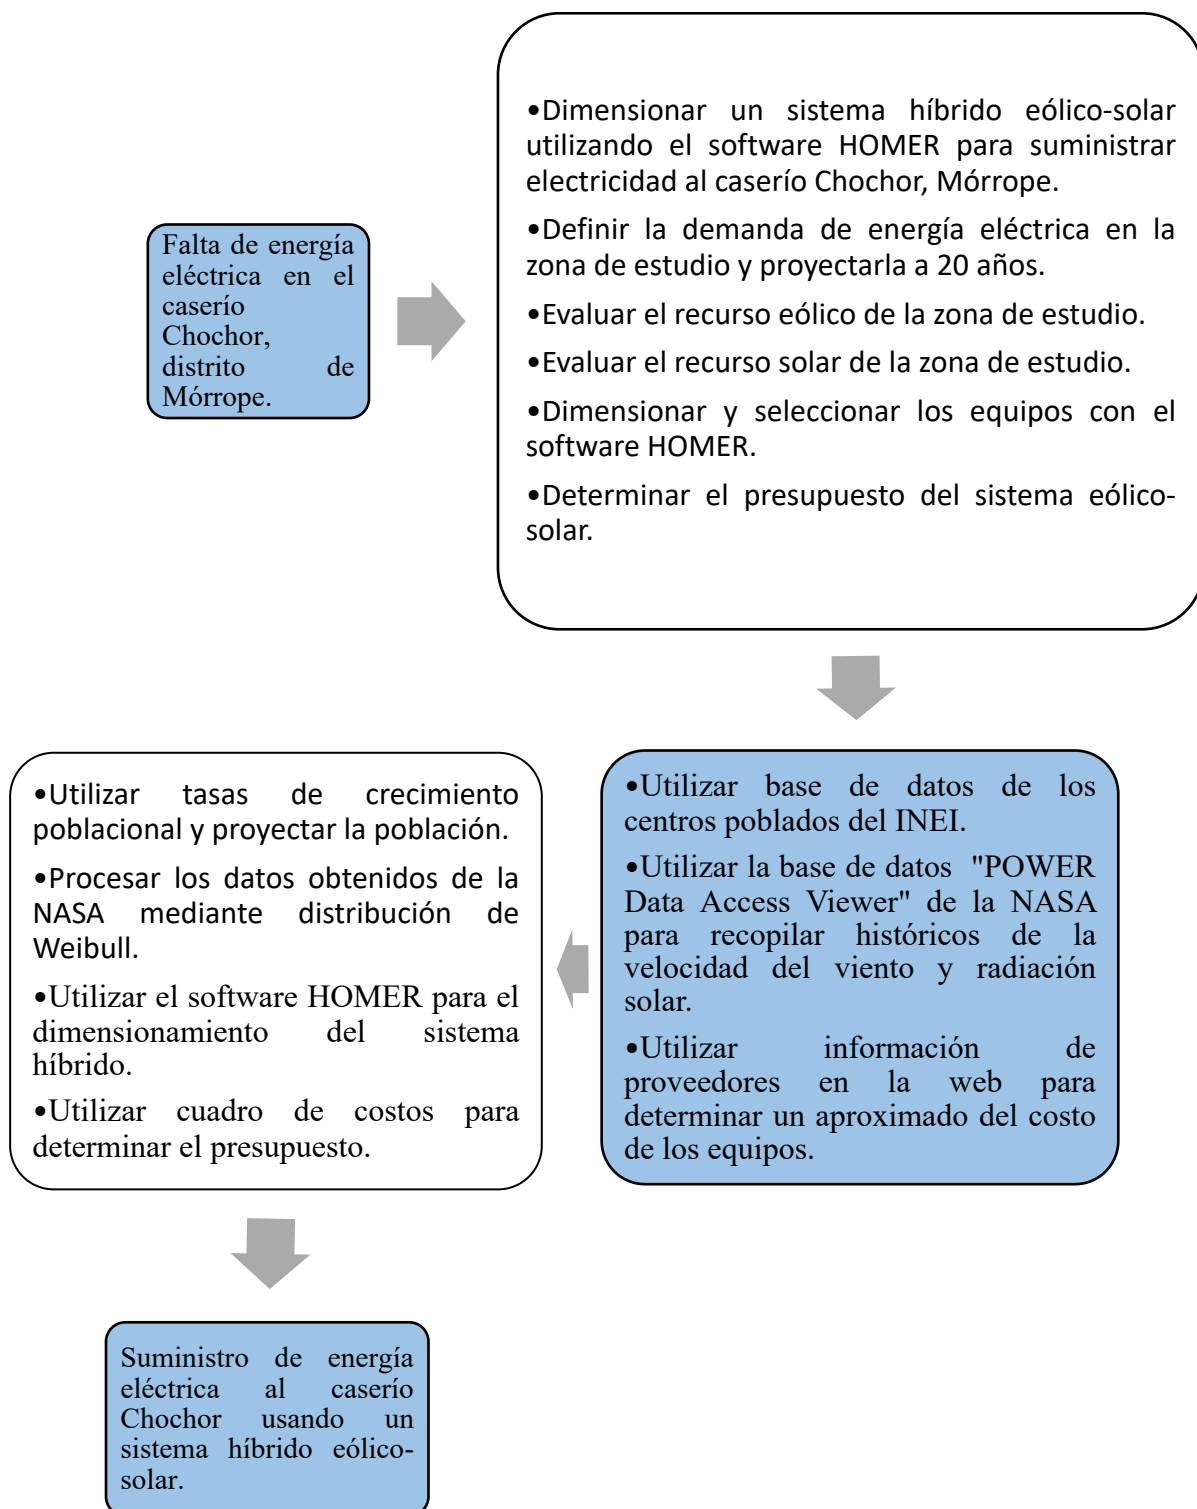 Falta de energía
eléctrica en el
caserío
Chochor,
distrito de
Mórrope.
•Dimensionar un sistema híbrido eólico-solar
utilizando el software HOMER para suministrar
electricidad al caserío Chochor, Mórrope.
•Definir la demanda de energía eléctrica en la
zona de estudio y proyectarla a 20 años.
•Evaluar el recurso eólico de la zona de estudio.
•Evaluar el recurso solar de la zona de estudio.
•Dimensionar y seleccionar los equipos con el
software HOMER.
•Determinar el presupuesto del sistema eólico-
solar.
•Utilizar base de datos de los
centros poblados del INEI.
•Utilizar la base de datos "POWER
Data Access Viewer" de la NASA
para recopilar históricos de la
velocidad del viento y radiación
solar.
•Utilizar información de
proveedores en la web para
determinar un aproximado del costo
de los equipos.
•Utilizar tasas de crecimiento
poblacional y proyectar la población.
•Procesar los datos obtenidos de la
NASA mediante distribución de
Weibull.
•Utilizar el software HOMER para el
dimensionamiento del sistema
híbrido.
•Utilizar cuadro de costos para
determinar el presupuesto.
Suministro de energía
eléctrica al caserío
Chochor usando un
sistema híbrido eólico-
solar.